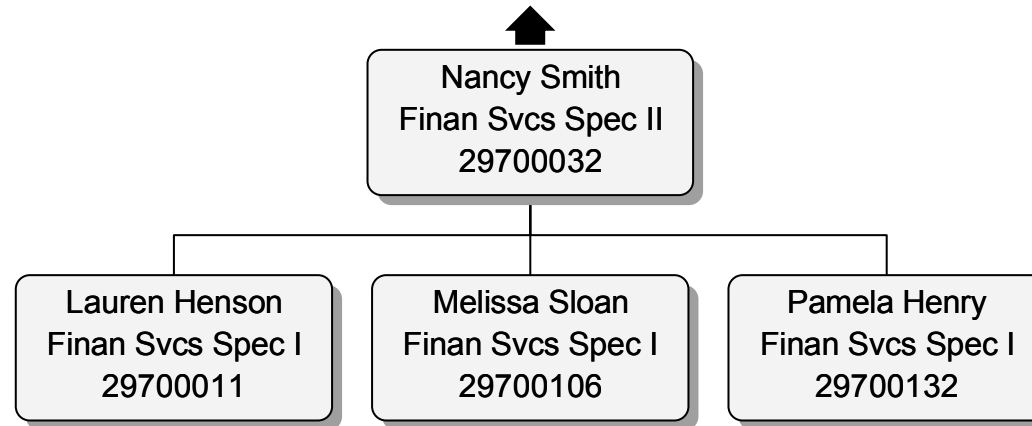 Nancy Smith
Finan Svcs Spec II
29700032
Lauren Henson
Finan Svcs Spec I
29700011
Melissa Sloan
Finan Svcs Spec I
29700106
Pamela Henry
Finan Svcs Spec I
29700132